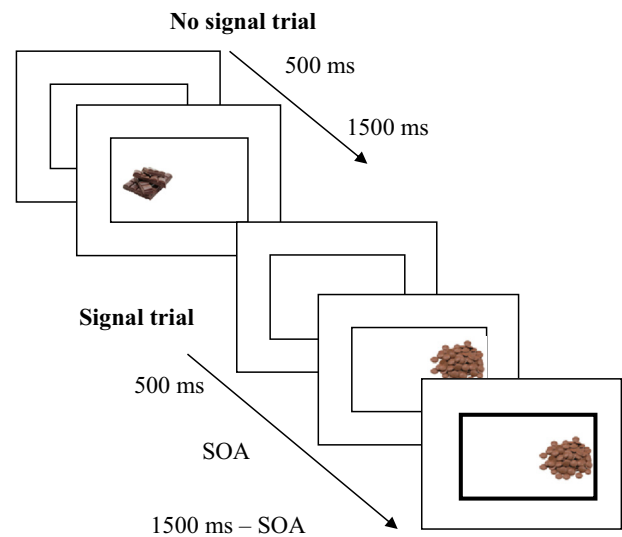 No signal trial
500 ms
1500 ms
Signal trial
500 ms
SOA
1500 ms – SOA